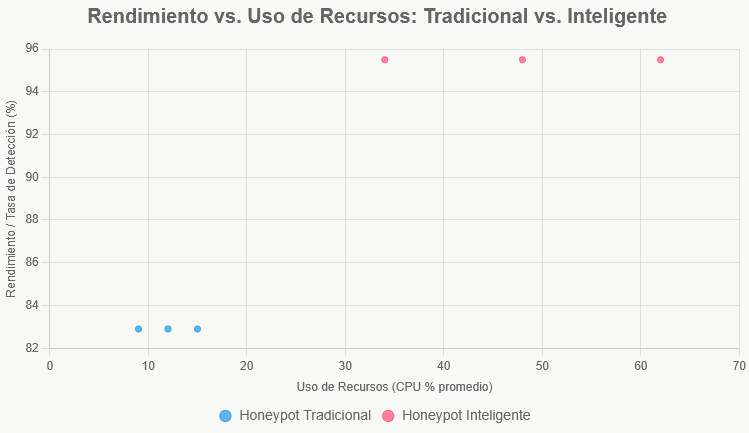 Rendimiento vs. Uso de Recursos: Tradicional vs. Inteligente
96
94
92
90
88
86
84
82
Rendimiento / Tasa de Detección (%)
0 10 20 30 40 50 60 70
Uso de Recursos (CPU % promedio)
Honeypot Tradicional Honeypot Inteligente